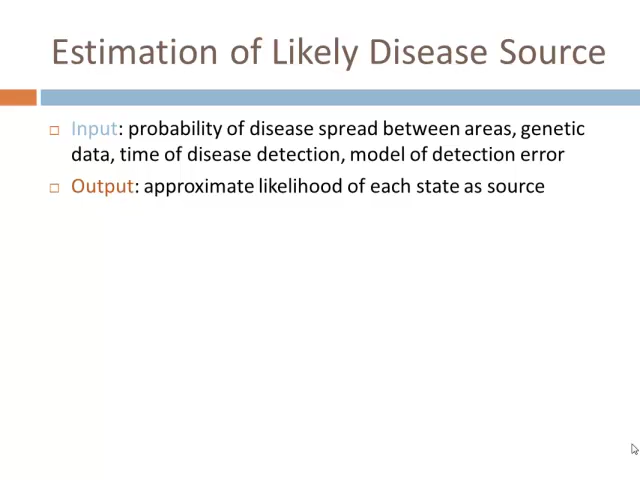 Estimation of Likely Disease Source
Input: probability of disease spread between areas, genetic
data, time of disease detection, model of detection error
Output: approximate likelihood of each state as source